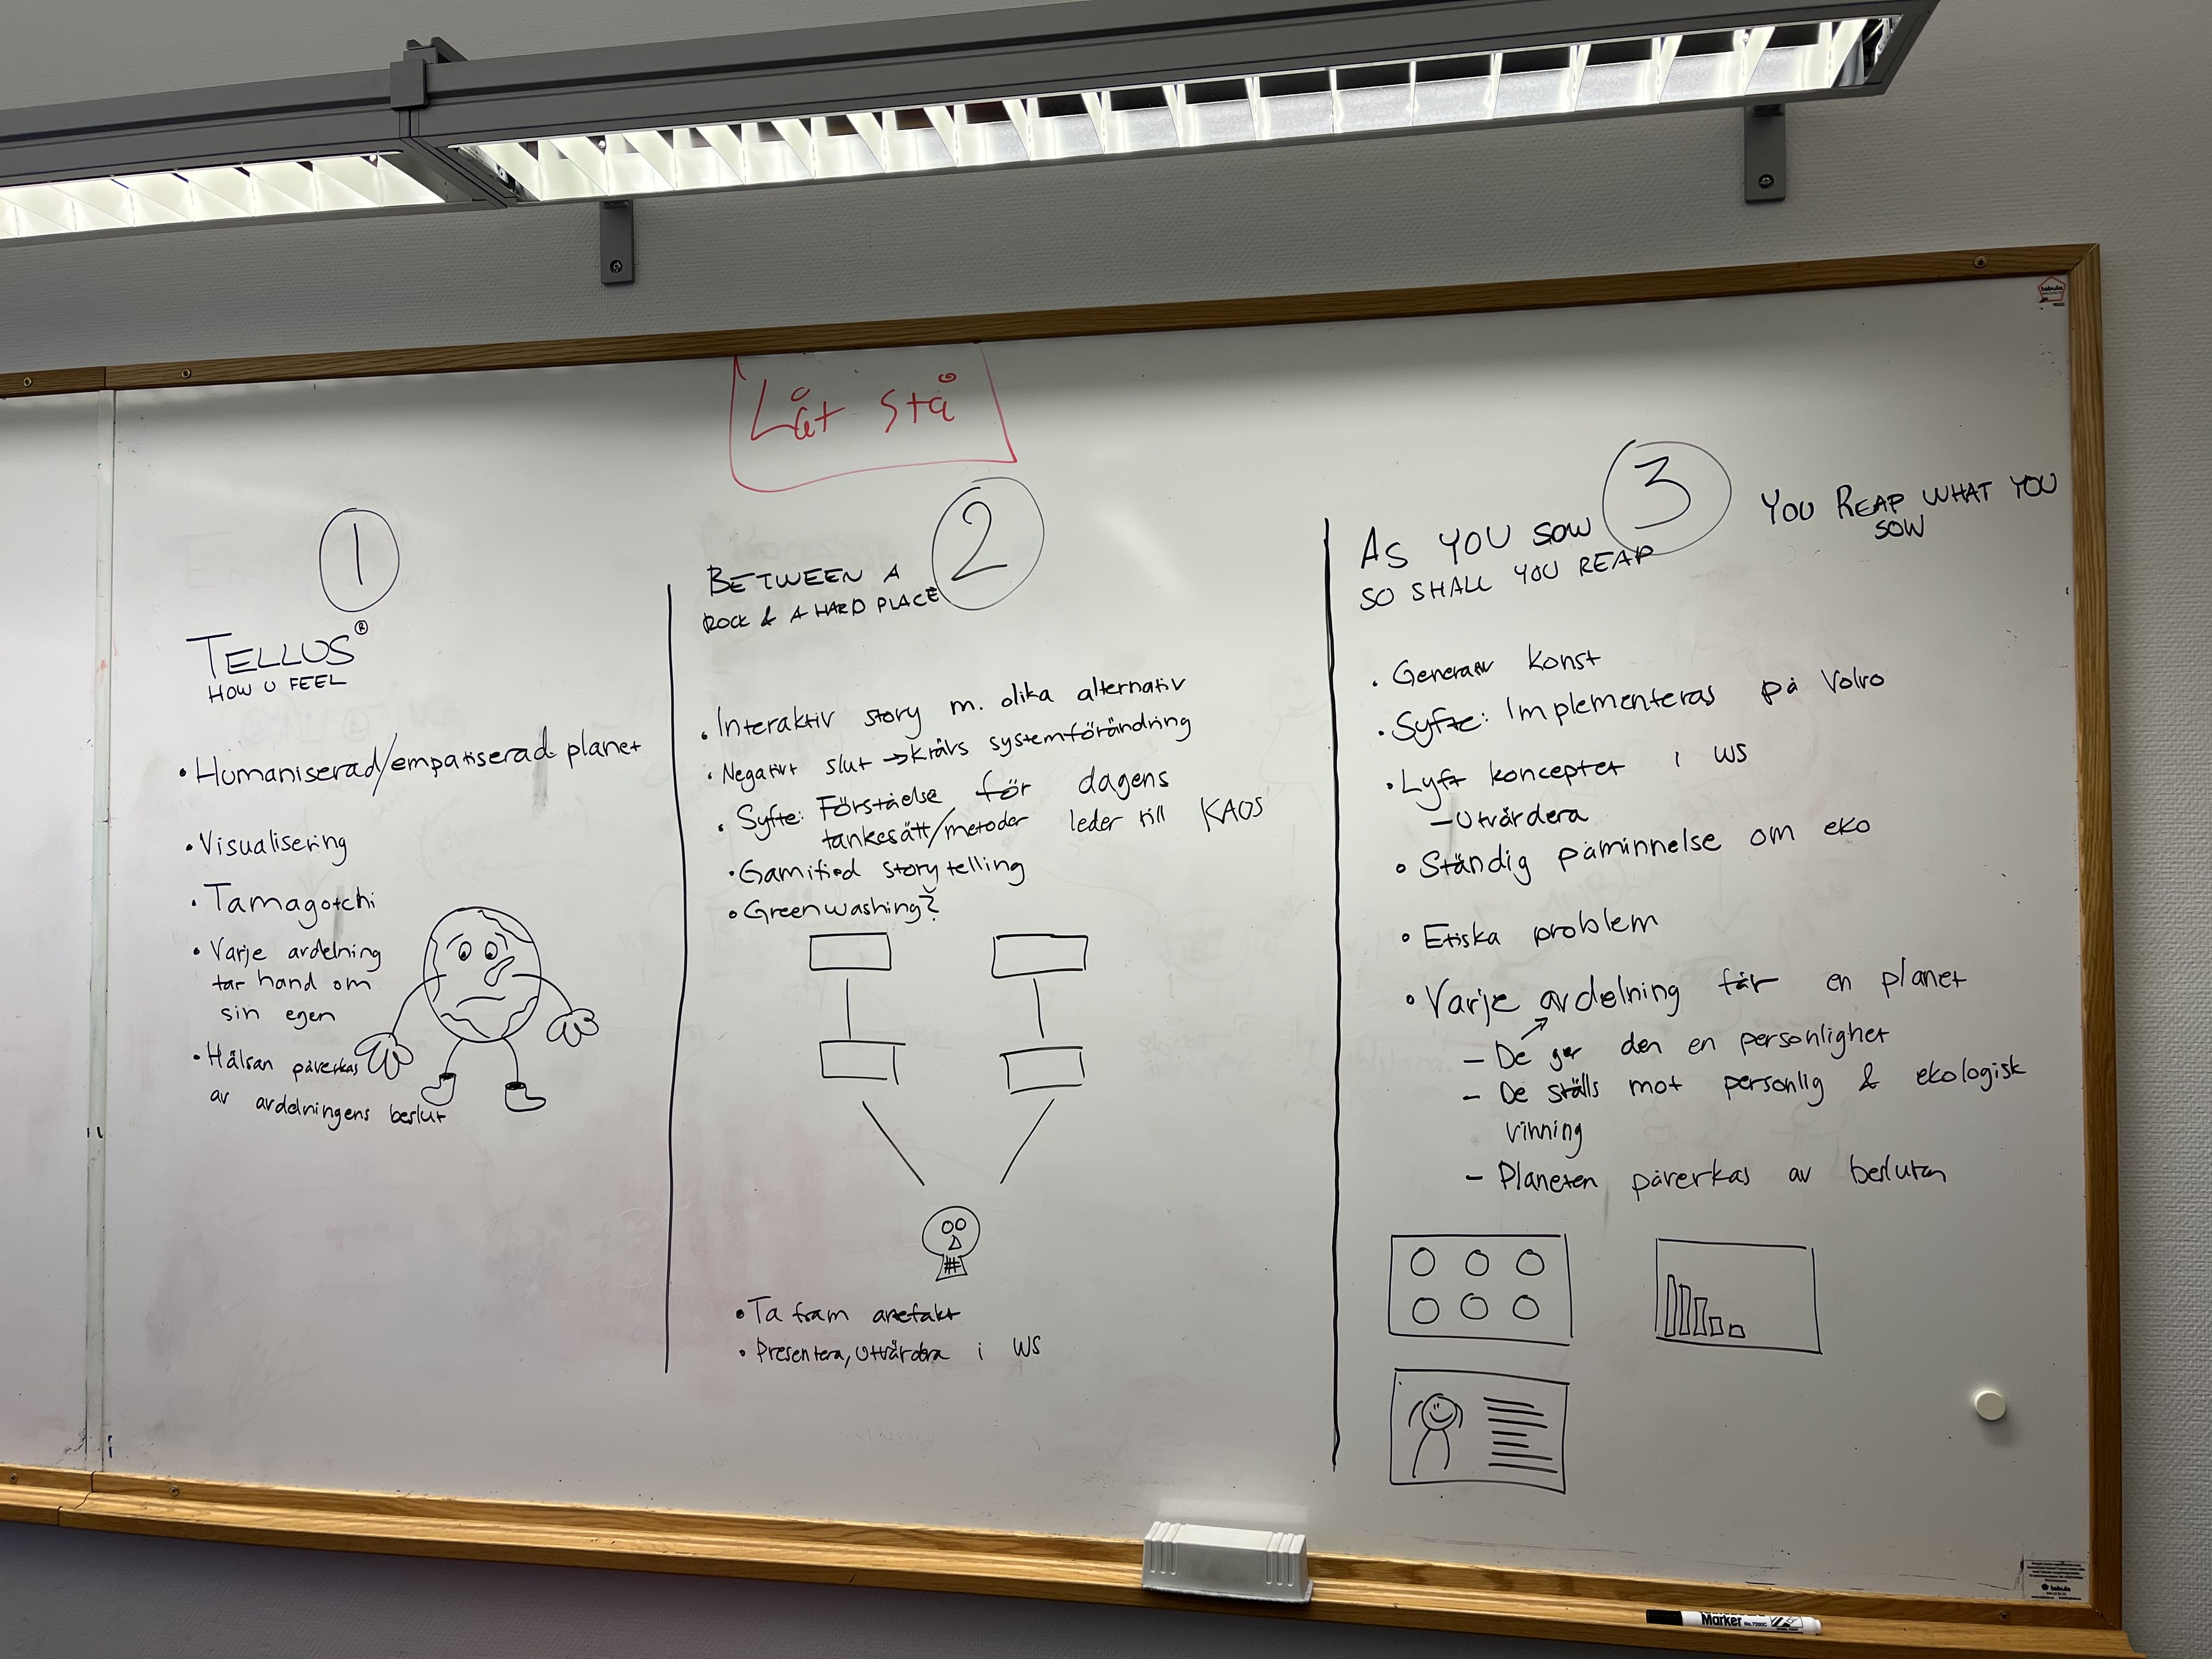 Låt stå
1
TELLUS®
HOW U FEEL
• Humaniserad/empatiserad planet
• Visualisering
• Tamagotchi
• Varje avdelning
tar hand om
sin egen
• Hälsan påverkas
av avdelningens beslut
2
BETWEEN A
ROCK & A HARD PLACE
• Interaktiv story m. olika alternativ
• Negativt slut → Krävs systemförändring
• Syfte: Förståelse för dagens
tankesätt/metoder leder till KAOS
• Gamified storytelling
• Greenwashing?
• Ta fram artefakt
• Presentera, utvärdera i WS
3
AS YOU SOW
SO SHALL YOU REAP
YOU REAP WHAT YOU
SOW
• Generativ konst
• Syfte: Implementeras på Volvo
• Lyft konceptet i WS
- Utvärdera
• Ständig påminnelse om eko
• Etiska problem
• Varje avdelning får en planet
- De ger den en personlighet
- De ställs mot personlig & ekologisk
vinning
- Planeten påverkas av besluten
tabula
tabula
Marker